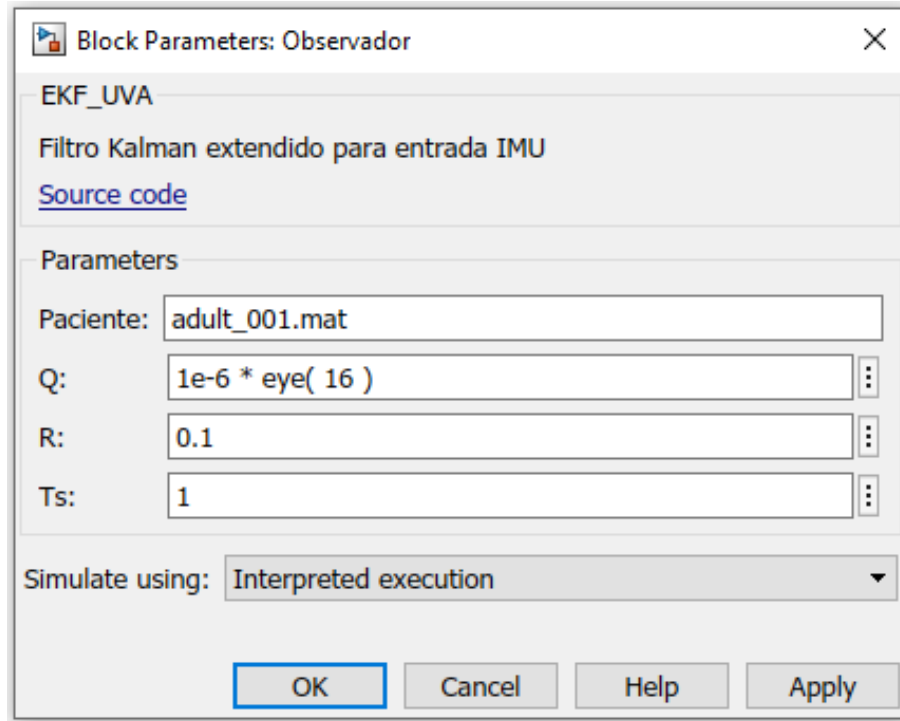 Block Parameters: Observador
EKF_UVA
Filtro Kalman extendido para entrada IMU
Source code
Parameters
Paciente: adult_001.mat
Q: 1e-6 * eye( 16 )
R: 0.1
Ts: 1
Simulate using: Interpreted execution
OK Cancel Help Apply